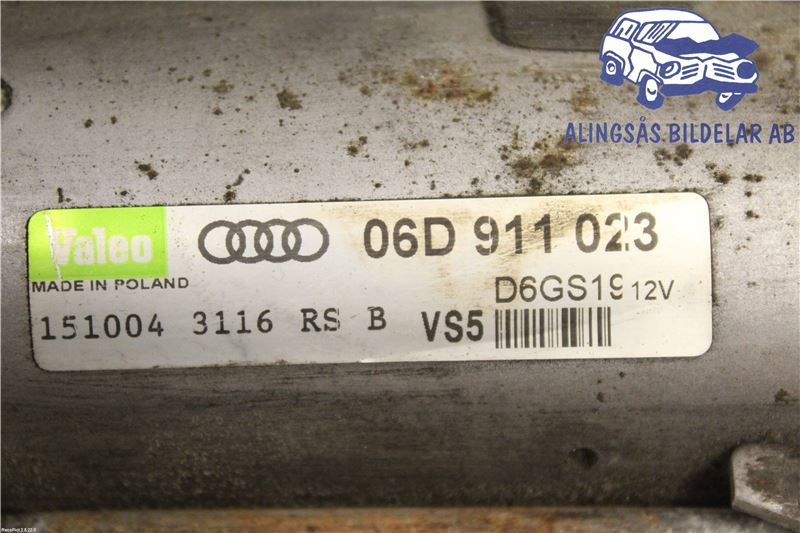 ALINGSÅS BILDELAR AB
Valeo 06D 911 023
MADE IN POLAND D6GS19 12V
151004 3116 RS B VS5